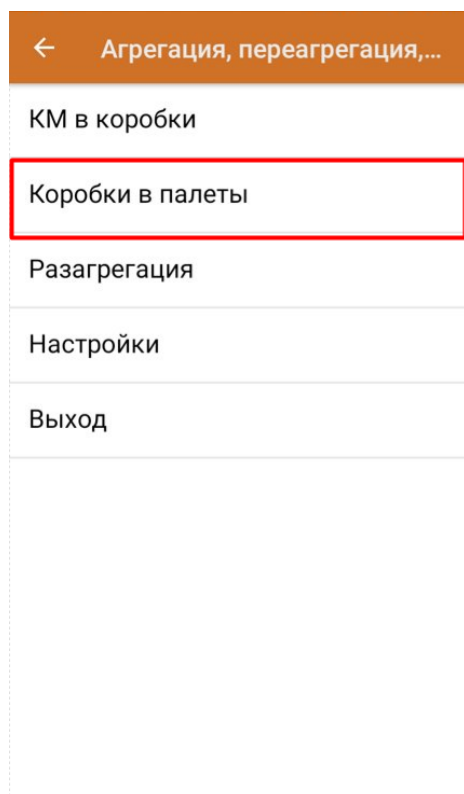 Агрегация, переагрегация,...
КМ в коробки
Коробки в палеты
Разагрегация
Настройки
Выход